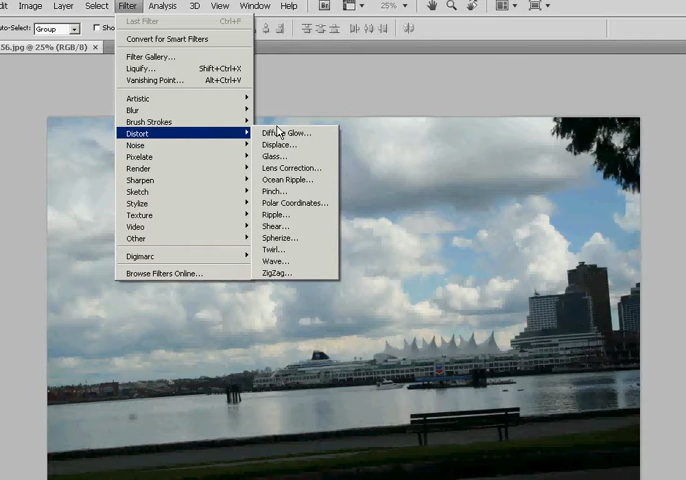 Image Layer Select Filter Analysis 3D View Window Help
25%
Auto-Select: Group Sh
56.jpg @ 25% (RGB/8)
Last Filter Ctrl+F
Convert for Smart Filters
Filter Gallery...
Liquify... Shift+Ctrl+X
Vanishing Point... Alt+Ctrl+V
Artistic
Blur
Brush Strokes
Distort
Noise
Pixelate
Render
Sharpen
Sketch
Stylize
Texture
Video
Other
Digimarc
Browse Filters Online...
Diffuse Glow...
Displace...
Glass...
Lens Correction...
Ocean Ripple...
Pinch...
Polar Coordinates...
Ripple...
Shear...
Spherize...
Twirl...
Wave...
ZigZag...